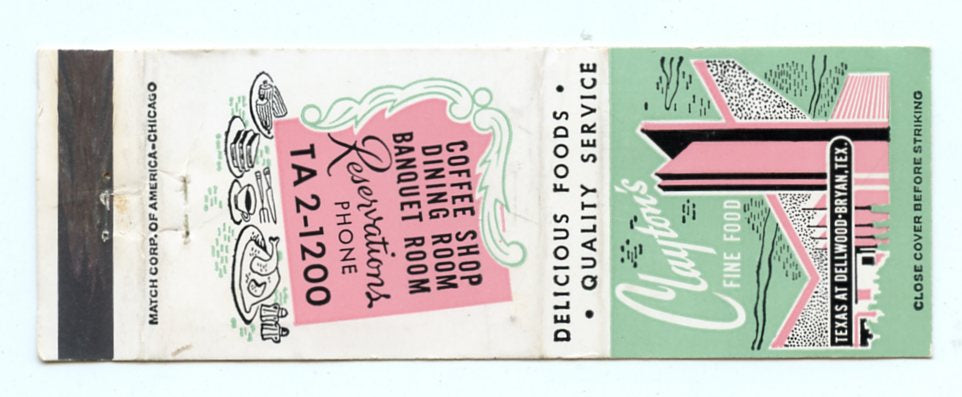 Clayton's
FINE FOOD
TEXAS AT DELLWOOD-BRYAN, TEX.
CLOSE COVER BEFORE STRIKING
DELICIOUS FOODS •
• QUALITY SERVICE
COFFEE SHOP
DINING ROOM
BANQUET ROOM
Reservations
PHONE
TA 2-1200
MATCH CORP. OF AMERICA-CHICAGO